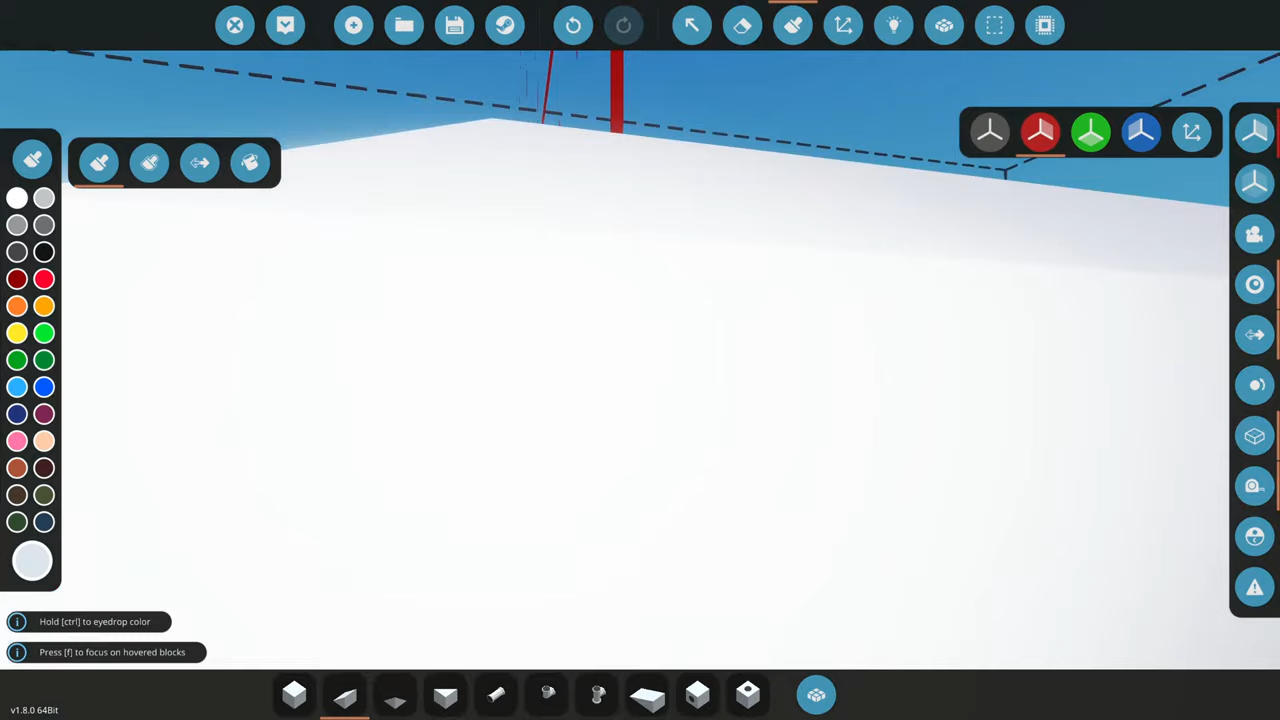 Hold [ctrl] to eyedrop color
Press [f] to focus on hovered blocks
v1.8.0 64Bit